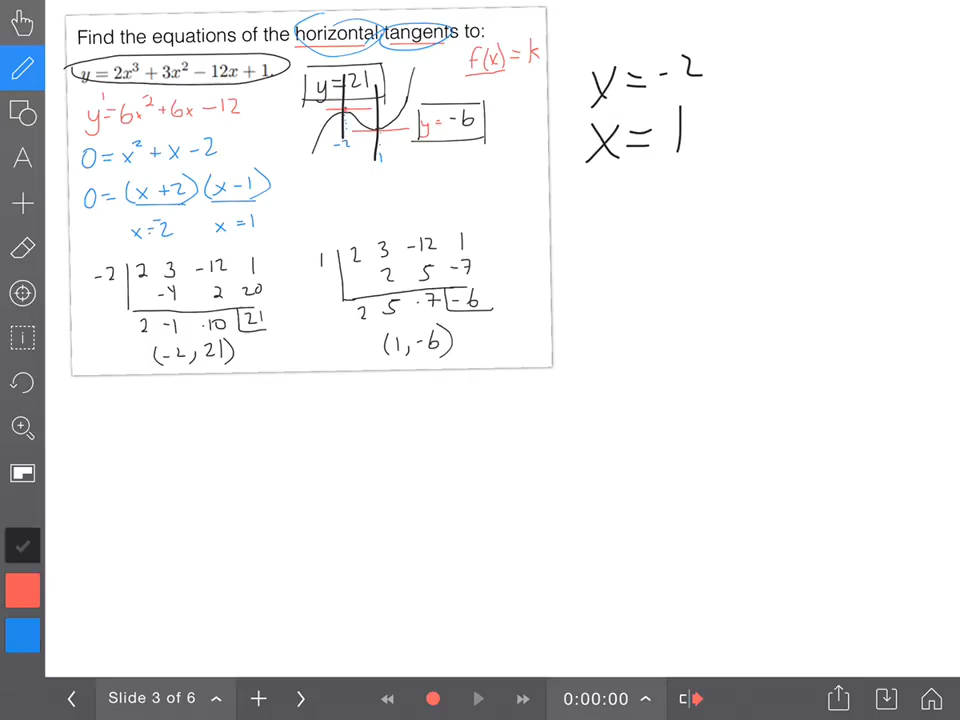 Find the equations of the horizontal tangents to:
y = 2x³ + 3x² − 12x + 1.
f(x) = k
y = 21
y' = 6x² + 6x − 12
y = -6
-2
1
0 = x² + x − 2
0 = (x + 2)(x − 1)
x = -2 x = 1
-2 | 2 3 -12 1
-4 2 20
2 -1 -10 21
(-2, 21)
1 | 2 3 -12 1
2 5 -7
2 5 -7 -6
(1, -6)
x = -2
x = 1
A
i
Slide 3 of 6
0:00:00